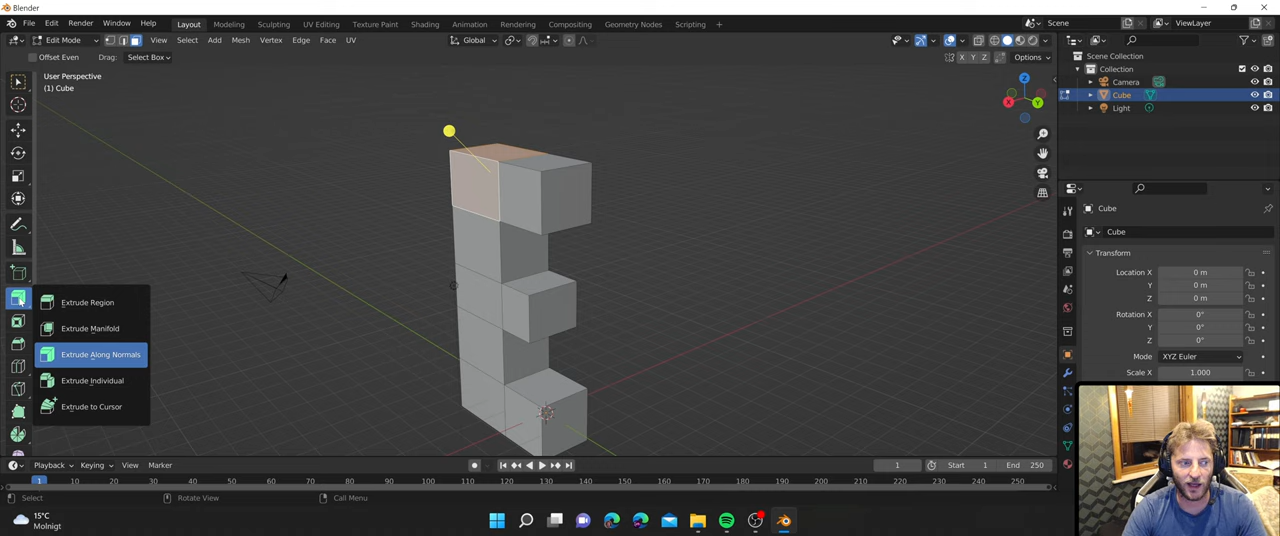 Blender
File Edit Render Window Help Layout Modeling Sculpting UV Editing Texture Paint Shading Animation Rendering Compositing Geometry Nodes Scripting + Scene ViewLayer
Edit Mode View Select Add Mesh Vertex Edge Face UV Global
Offset Even Drag: Select Box X Y Z Options
User Perspective
(1) Cube
Z
X Y
Extrude Region
Extrude Manifold
Extrude Along Normals
Extrude Individual
Extrude to Cursor
Scene Collection
Collection
Camera
Cube
Light
Cube
Cube
Transform
Location X 0 m
Y 0 m
Z 0 m
Rotation X 0°
Y 0°
Z 0°
Mode XYZ Euler
Scale X 1.000
Playback Keying View Marker 1 Start 1 End 250
1 10 20 30 40 50 60 70 80 90 100 110 120 130 140 150 160 170 180 190 200 210 220 230 240 250
Select Rotate View Call Menu
15°C
Molnigt